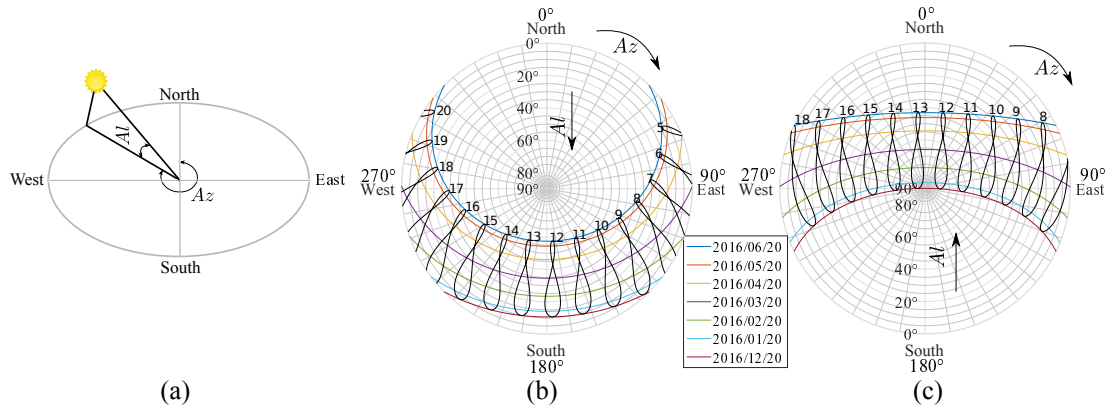 North
West
East
South
Al
Az
(a)
0°
North
Az
0°
20°
40°
60°
80°
90°
Al
270°
West
90°
East
20
19
18
17
16
15
14
13
12
11
10
9
8
7
6
5
South
180°
(b)
2016/06/20
2016/05/20
2016/04/20
2016/03/20
2016/02/20
2016/01/20
2016/12/20
0°
North
Az
18
17
16
15
14
13
12
11
10
9
8
270°
West
90°
East
90°
80°
60°
40°
20°
0°
Al
South
180°
(c)